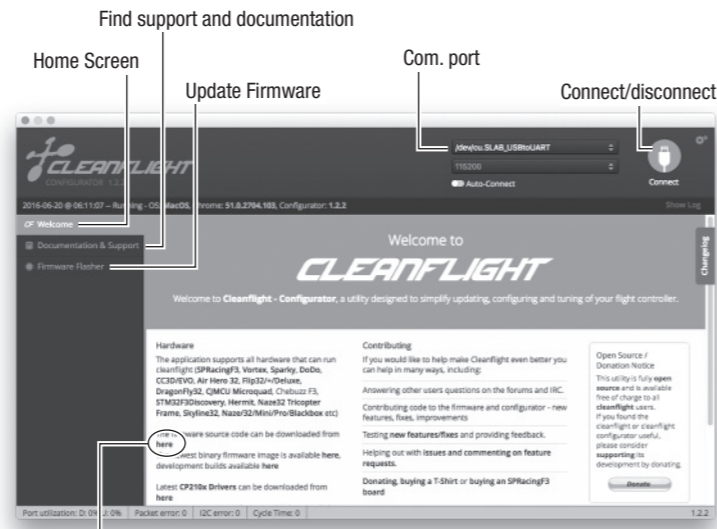 Find support and documentation
Home Screen
Com. port
Update Firmware
Connect/disconnect
CLEANFLIGHT
CONFIGURATOR 1.2.2
/dev/cu.SLAB_USBtoUART
115200
Auto-Connect
Connect
2016-06-20 @ 06:11:07 -- Running - OS: MacOS, Chrome: 51.0.2704.103, Configurator: 1.2.2
Show Log
Welcome
Documentation & Support
Firmware Flasher
Changelog
Welcome to
CLEANFLIGHT
Welcome to Cleanflight - Configurator, a utility designed to simplify updating, configuring and tuning of your flight controller.
Hardware
The application supports all hardware that can run
cleanflight (SPRacingF3, Vortex, Sparky, DoDo,
CC3D/EVO, Air Hero 32, Flip32/+/Deluxe,
DragonFly32, CJMCU Microquad, Chebuzz F3,
STM32F3Discovery, Hermit, Naze32 Tricopter
Frame, Skyline32, Naze/32/Mini/Pro/Blackbox etc)
The firmware source code can be downloaded from
here
newest binary firmware image is available here,
development builds available here
Latest CP210x Drivers can be downloaded from
here
Contributing
If you would like to help make Cleanflight even better you
can help in many ways, including:
Answering other users questions on the forums and IRC.
Contributing code to the firmware and configurator - new
features, fixes, improvements
Testing new features/fixes and providing feedback.
Helping out with issues and commenting on feature
requests.
Donating, buying a T-Shirt or buying an SPRacingF3
board
Open Source /
Donation Notice
This utility is fully open
source and is available
free of charge to all
cleanflight users.
If you found the
cleanflight or cleanflight
configurator useful,
please consider
supporting its
development by donating.
Donate
Port utilization: D: 0% U: 0%
Packet error: 0
I2C error: 0
Cycle Time: 0
1.2.2